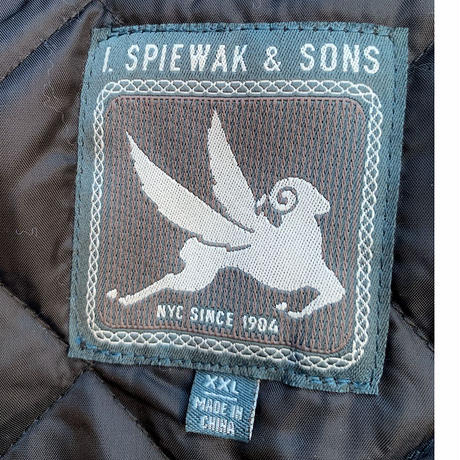 I. SPIEWAK & SONS
NYC SINCE 1904
XXL
MADE IN
CHINA